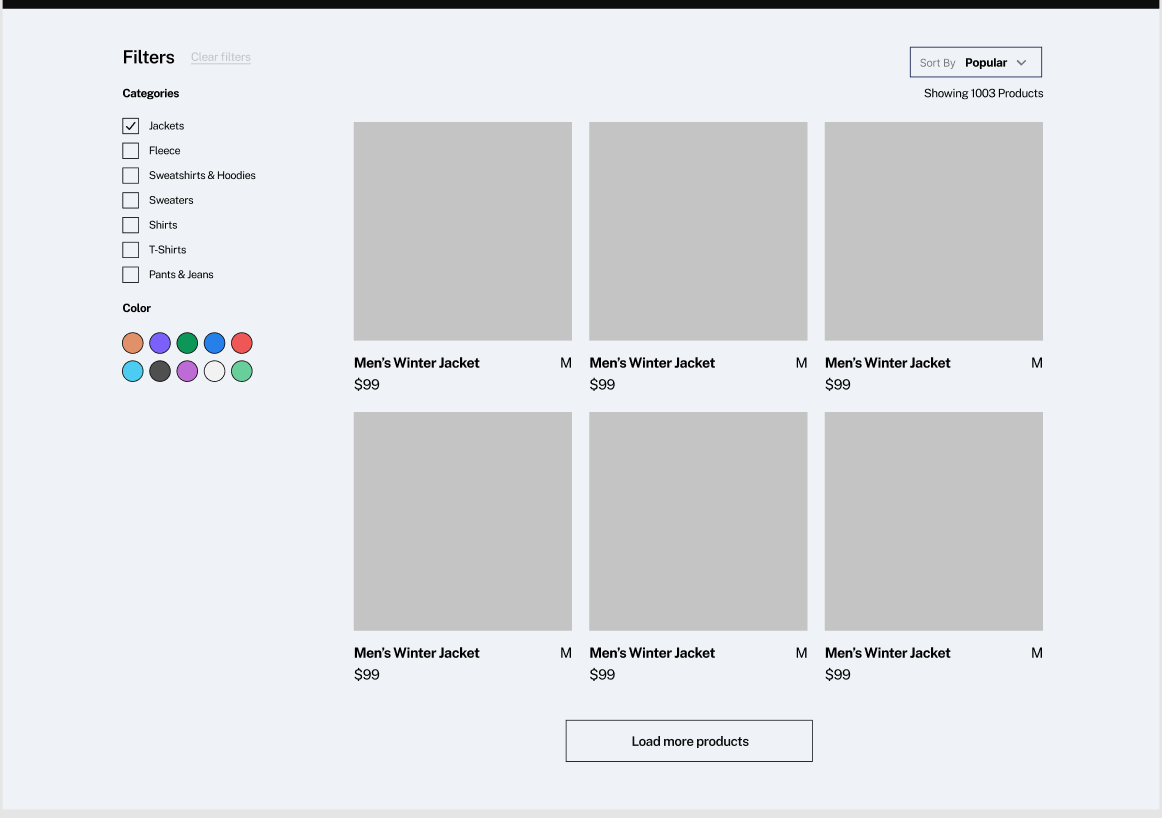 Filters Clear filters
Sort By Popular
Categories
Showing 1003 Products
Jackets
Fleece
Sweatshirts & Hoodies
Sweaters
Shirts
T-Shirts
Pants & Jeans
Color
Men’s Winter Jacket M
$99
Men’s Winter Jacket M
$99
Men’s Winter Jacket M
$99
Men’s Winter Jacket M
$99
Men’s Winter Jacket M
$99
Men’s Winter Jacket M
$99
Load more products